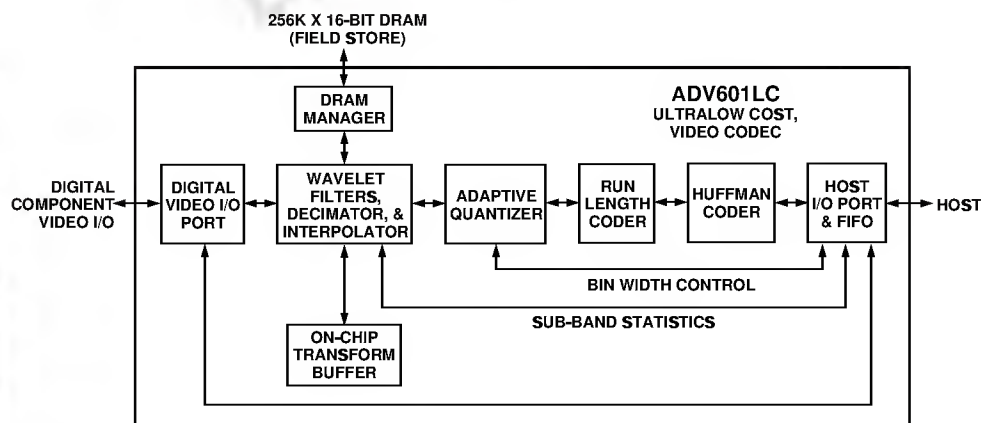 256K X 16-BIT DRAM
(FIELD STORE)
DRAM
MANAGER
ADV601LC
ULTRALOW COST,
VIDEO CODEC
DIGITAL
COMPONENT
VIDEO I/O
DIGITAL
VIDEO I/O
PORT
WAVELET
FILTERS,
DECIMATOR, &
INTERPOLATOR
ADAPTIVE
QUANTIZER
RUN
LENGTH
CODER
HUFFMAN
CODER
HOST
I/O PORT
& FIFO
HOST
BIN WIDTH CONTROL
SUB-BAND STATISTICS
ON-CHIP
TRANSFORM
BUFFER